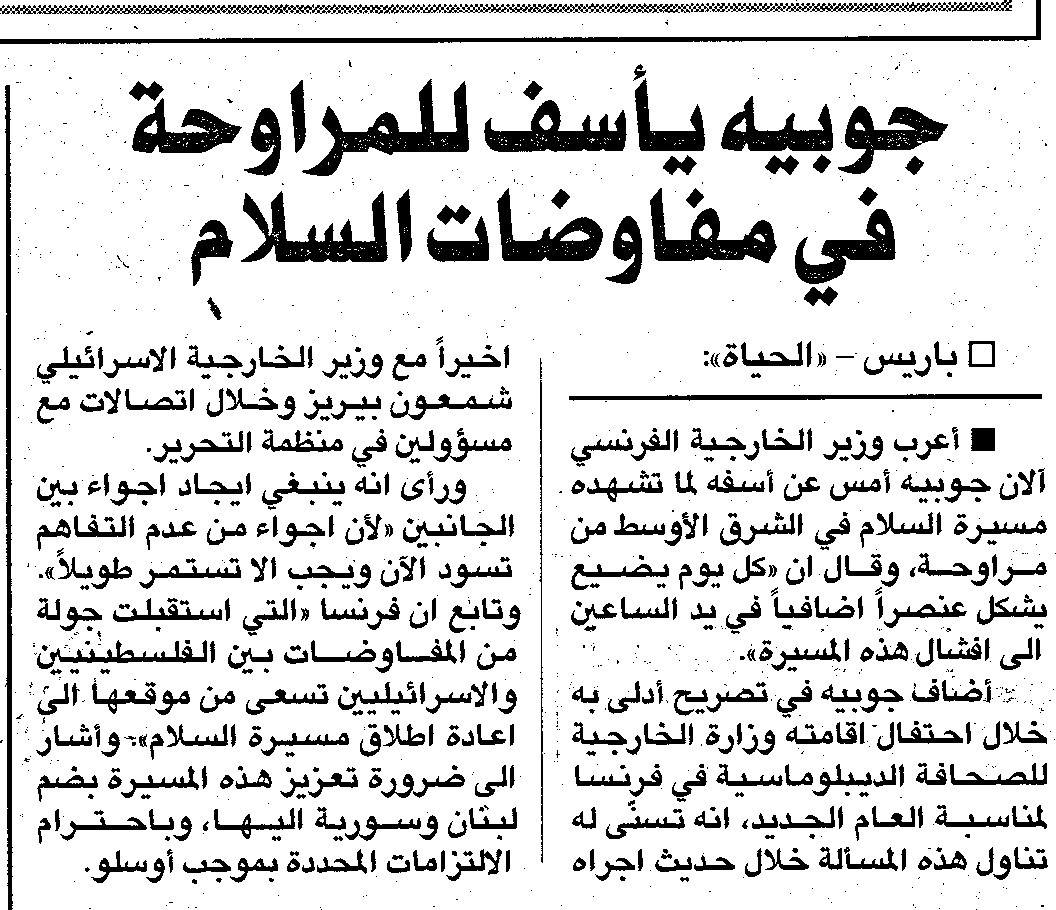 جوبيه يأسف للمراوحة
في مفاوضات السلام
□ باريس – «الحياة»:
■ أعرب وزير الخارجية الفرنسي
آلان جوبيه أمس عن أسفه لما تشهده
مسيرة السلام في الشرق الأوسط من
مراوحة، وقال ان «كل يوم يضيع
يشكل عنصراً اضافياً في يد الساعين
الى افشال هذه المسيرة».
أضاف جوبيه في تصريح أدلى به
خلال احتفال اقامته وزارة الخارجية
للصحافة الديبلوماسية في فرنسا
لمناسبة العام الجديد، انه تسنّى له
تناول هذه المسألة خلال حديث اجراه
اخيراً مع وزير الخارجية الاسرائيلي
شمعون بيريز وخلال اتصالات مع
مسؤولين في منظمة التحرير.
ورأى انه ينبغي ايجاد اجواء بين
الجانبين «لأن اجواء من عدم التفاهم
تسود الآن ويجب الا تستمر طويلاً».
وتابع ان فرنسا «التي استقبلت جولة
من المفاوضات بين الفلسطينيين
والاسرائيليين تسعى من موقعها الى
اعادة اطلاق مسيرة السلام». وأشار
الى ضرورة تعزيز هذه المسيرة بضم
لبنان وسورية اليها، وباحترام
الالتزامات المحددة بموجب أوسلو.